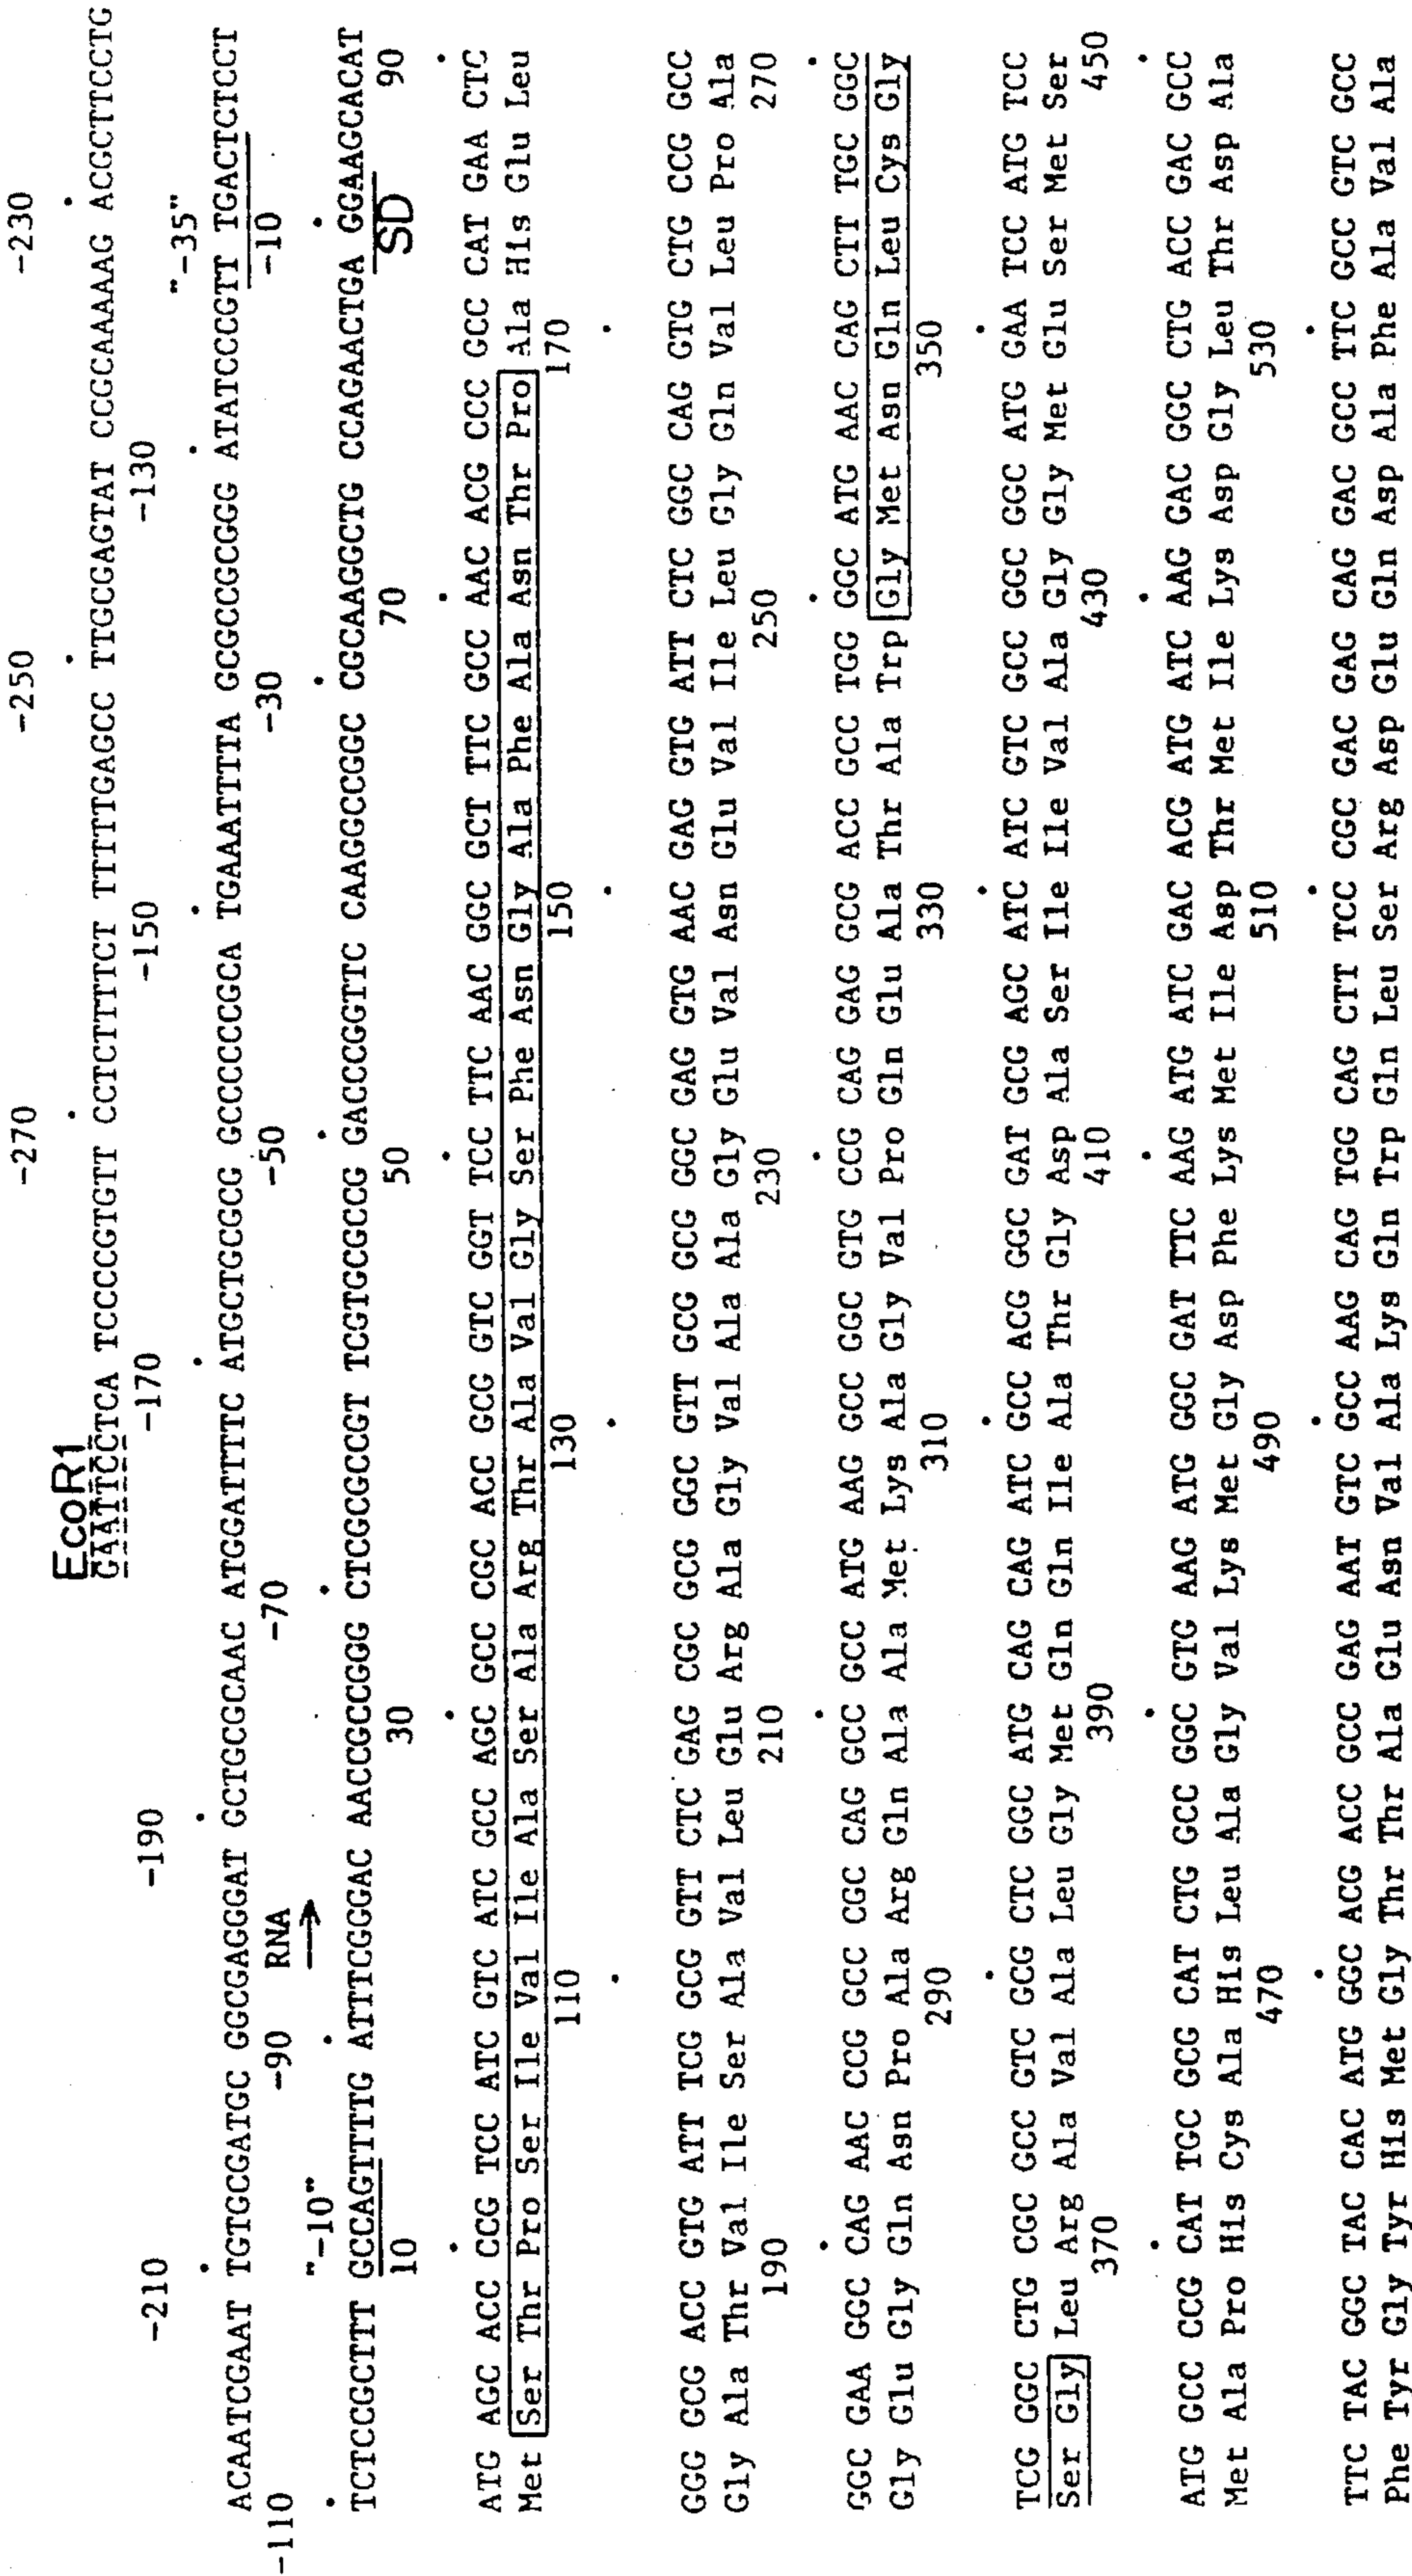 -270 -250 -230
EcoR1
GAATTCCTCA TCCCCGTGTT CCTCTTTCT TTTTTGAGCC TTGCGAGTAT CCGCAAAAG ACGCTTCCTG
-210 -190 -170 -150 -130
"-35"
ACAATCGAAT TGTGCGATGC GGCGAGGGAT GCTGCGCAAC ATGGATTTTC ATGCTGCGCG GCCCCCCGCA TGAAATTTTA GCGCCGCGGG ATATCCCGTT TGACTCTCCT
-110 -90 RNA → -70 -50 -30 -10
"-10"
TCTCCGCTTT GCCAGTTTTG ATTTCGGGAC AACCGCCGGG CTCGCGCCGT TCGTGCGCCG GACCCGGTTC CAAGGCCGGC CGCAAGGCTG CCAGAACTGA GGAAGCACAT
10 30 50 70 SD 90
ATG AGC ACC CCG TCC ATC GTC ATC GCC AGC GCC CGC ACC GCG GTC GGT TCC TTC AAC GGC GCT TTC GCC AAC ACG CCC GCC CAT GAA CTC
Met Ser Thr Pro Ser Ile Val Ile Ala Ser Ala Arg Thr Ala Val Gly Ser Phe Asn Gly Ala Phe Ala Asn Thr Pro Ala His Glu Leu
110 130 150 170
GGG GCG ACC GTG ATT TCG GCG GTT CTC GAG CGC GCG GGC GTT GCG GCG GGC GAG GTG AAC GAG GTG ATT CTC GGC CAG GTG CTG CCG GCC
Gly Ala Thr Val Ile Ser Ala Val Leu Glu Arg Ala Gly Val Ala Ala Gly Glu Val Asn Glu Val Ile Leu Gly Gln Val Leu Pro Ala
190 210 230 250 270
GGC GAA GGC CAG AAC CCG GCC CGC CAG GCC GCC ATG AAG GCC GGC GTG CCG CAG GAG GCG ACC GCC TGG GGC ATG AAC CAG CTT TGC GGC
Gly Glu Gly Gln Asn Pro Ala Arg Gln Ala Ala Met Lys Ala Gly Val Pro Gln Glu Ala Thr Ala Trp Gly Met Asn Gln Leu Cys Gly
290 310 330 350
TCG GGC CTG CGC GCC GTC GCG CTC GGC ATG CAG CAG ATC GCC ACG GGC GAT GCG AGC ATC ATC GTC GCC GGC GGC ATG GAA TCC ATG TCC
Ser Gly Leu Arg Ala Val Ala Leu Gly Met Gln Gln Ile Ala Thr Gly Asp Ala Ser Ile Ile Val Ala Gly Gly Met Glu Ser Met Ser
370 390 410 430 450
ATG GCC CCG CAT TGC GCG CAT CTG GCC GGC GTG AAG ATG GGC GAT TTC AAG ATG ATC GAC ACG ATG ATC AAG GAC GGC CTG ACC GAC GCC
Met Ala Pro His Cys Ala His Leu Ala Gly Val Lys Met Gly Asp Phe Lys Met Ile Asp Thr Met Ile Lys Asp Gly Leu Thr Asp Ala
470 490 510 530
TTC TAC GGC TAC CAC ATG GGC ACG ACC GCC GAG AAT GTC GCC AAG CAG TGG CAG CTT TCC CGC GAC GAG CAG GAC GCC TTC GCC GTC GCC
Phe Tyr Gly Tyr His Met Gly Thr Thr Ala Glu Asn Val Ala Lys Gln Trp Gln Leu Ser Arg Asp Glu Gln Asp Ala Phe Ala Val Ala